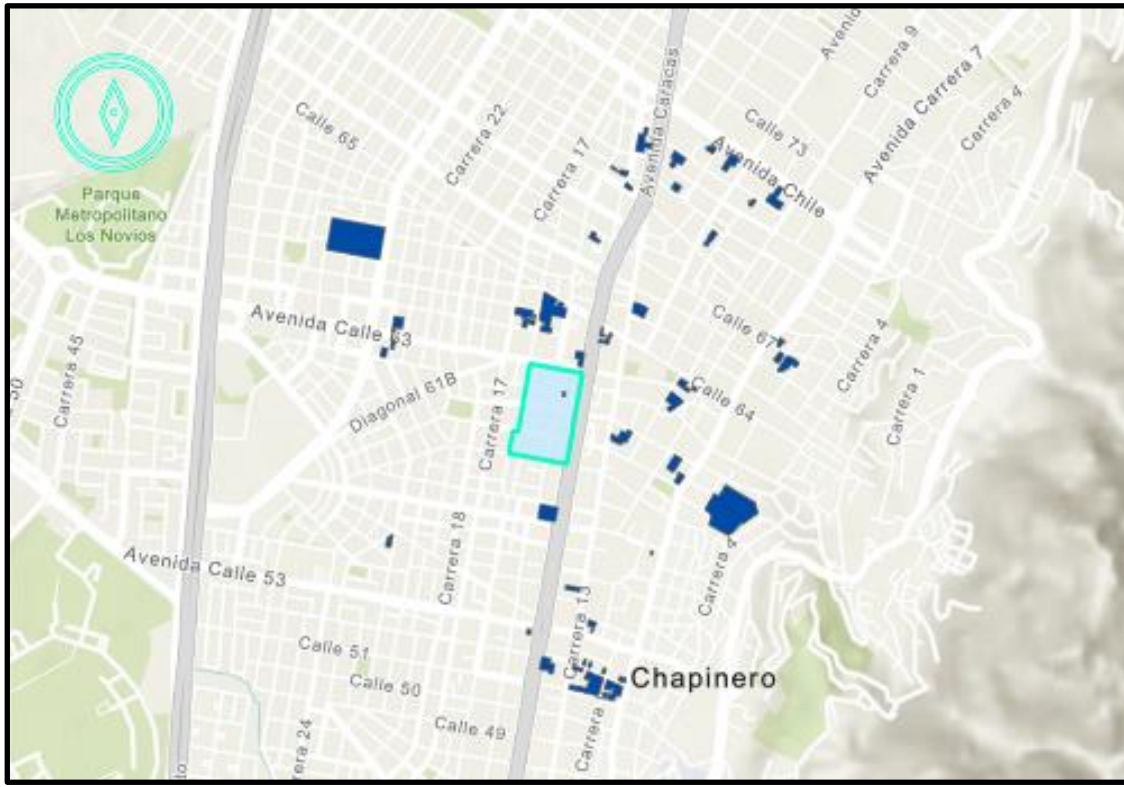 Avenida Caracas
Carrera 9
Avenida Carrera 7
Carrera 4
Calle 65
Carrera 22
Calle 73
Carrera 17
Avenida Chile
Parque
Metropolitano
Los Novios
Avenida Calle 63
Calle 67
Carrera 4
Carrera 45
Diagonal 61B
Carrera 17
Calle 64
Carrera 1
Carrera 18
Avenida Calle 53
Carrera
Carrera 13
Calle 51
Chapinero
Calle 50
Calle 49
Carrera